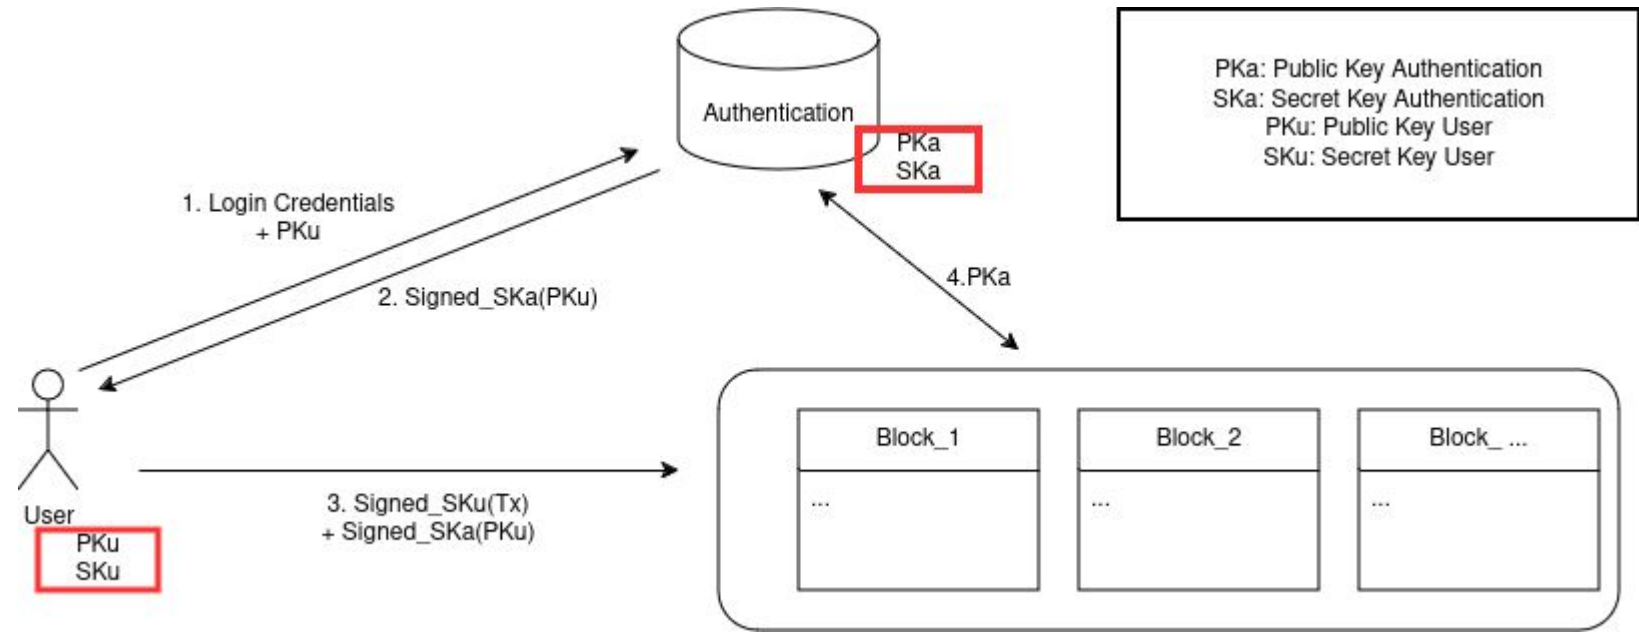 Authentication
PKa
SKa
PKa: Public Key Authentication
SKa: Secret Key Authentication
PKu: Public Key User
SKu: Secret Key User
1. Login Credentials
+ PKu
2. Signed_SKa(PKu)
4.PKa
User
PKu
SKu
3. Signed_SKu(Tx)
+ Signed_SKa(PKu)
Block_1
...
Block_2
...
Block_ ...
...